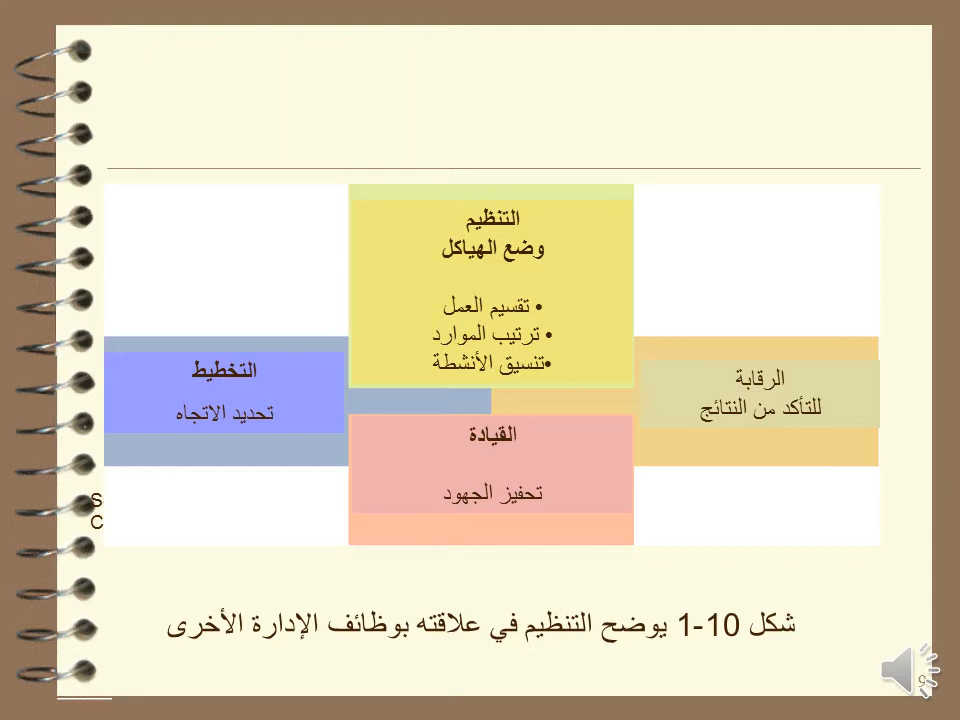 التنظيم
وضع الهياكل
• تقسيم العمل
• ترتيب الموارد
•تنسيق الأنشطة
الرقابة
للتأكد من النتائج
التخطيط
تحديد الاتجاه
القيادة
تحفيز الجهود
S
C
شكل 10-1 يوضح التنظيم في علاقته بوظائف الإدارة الأخرى
9